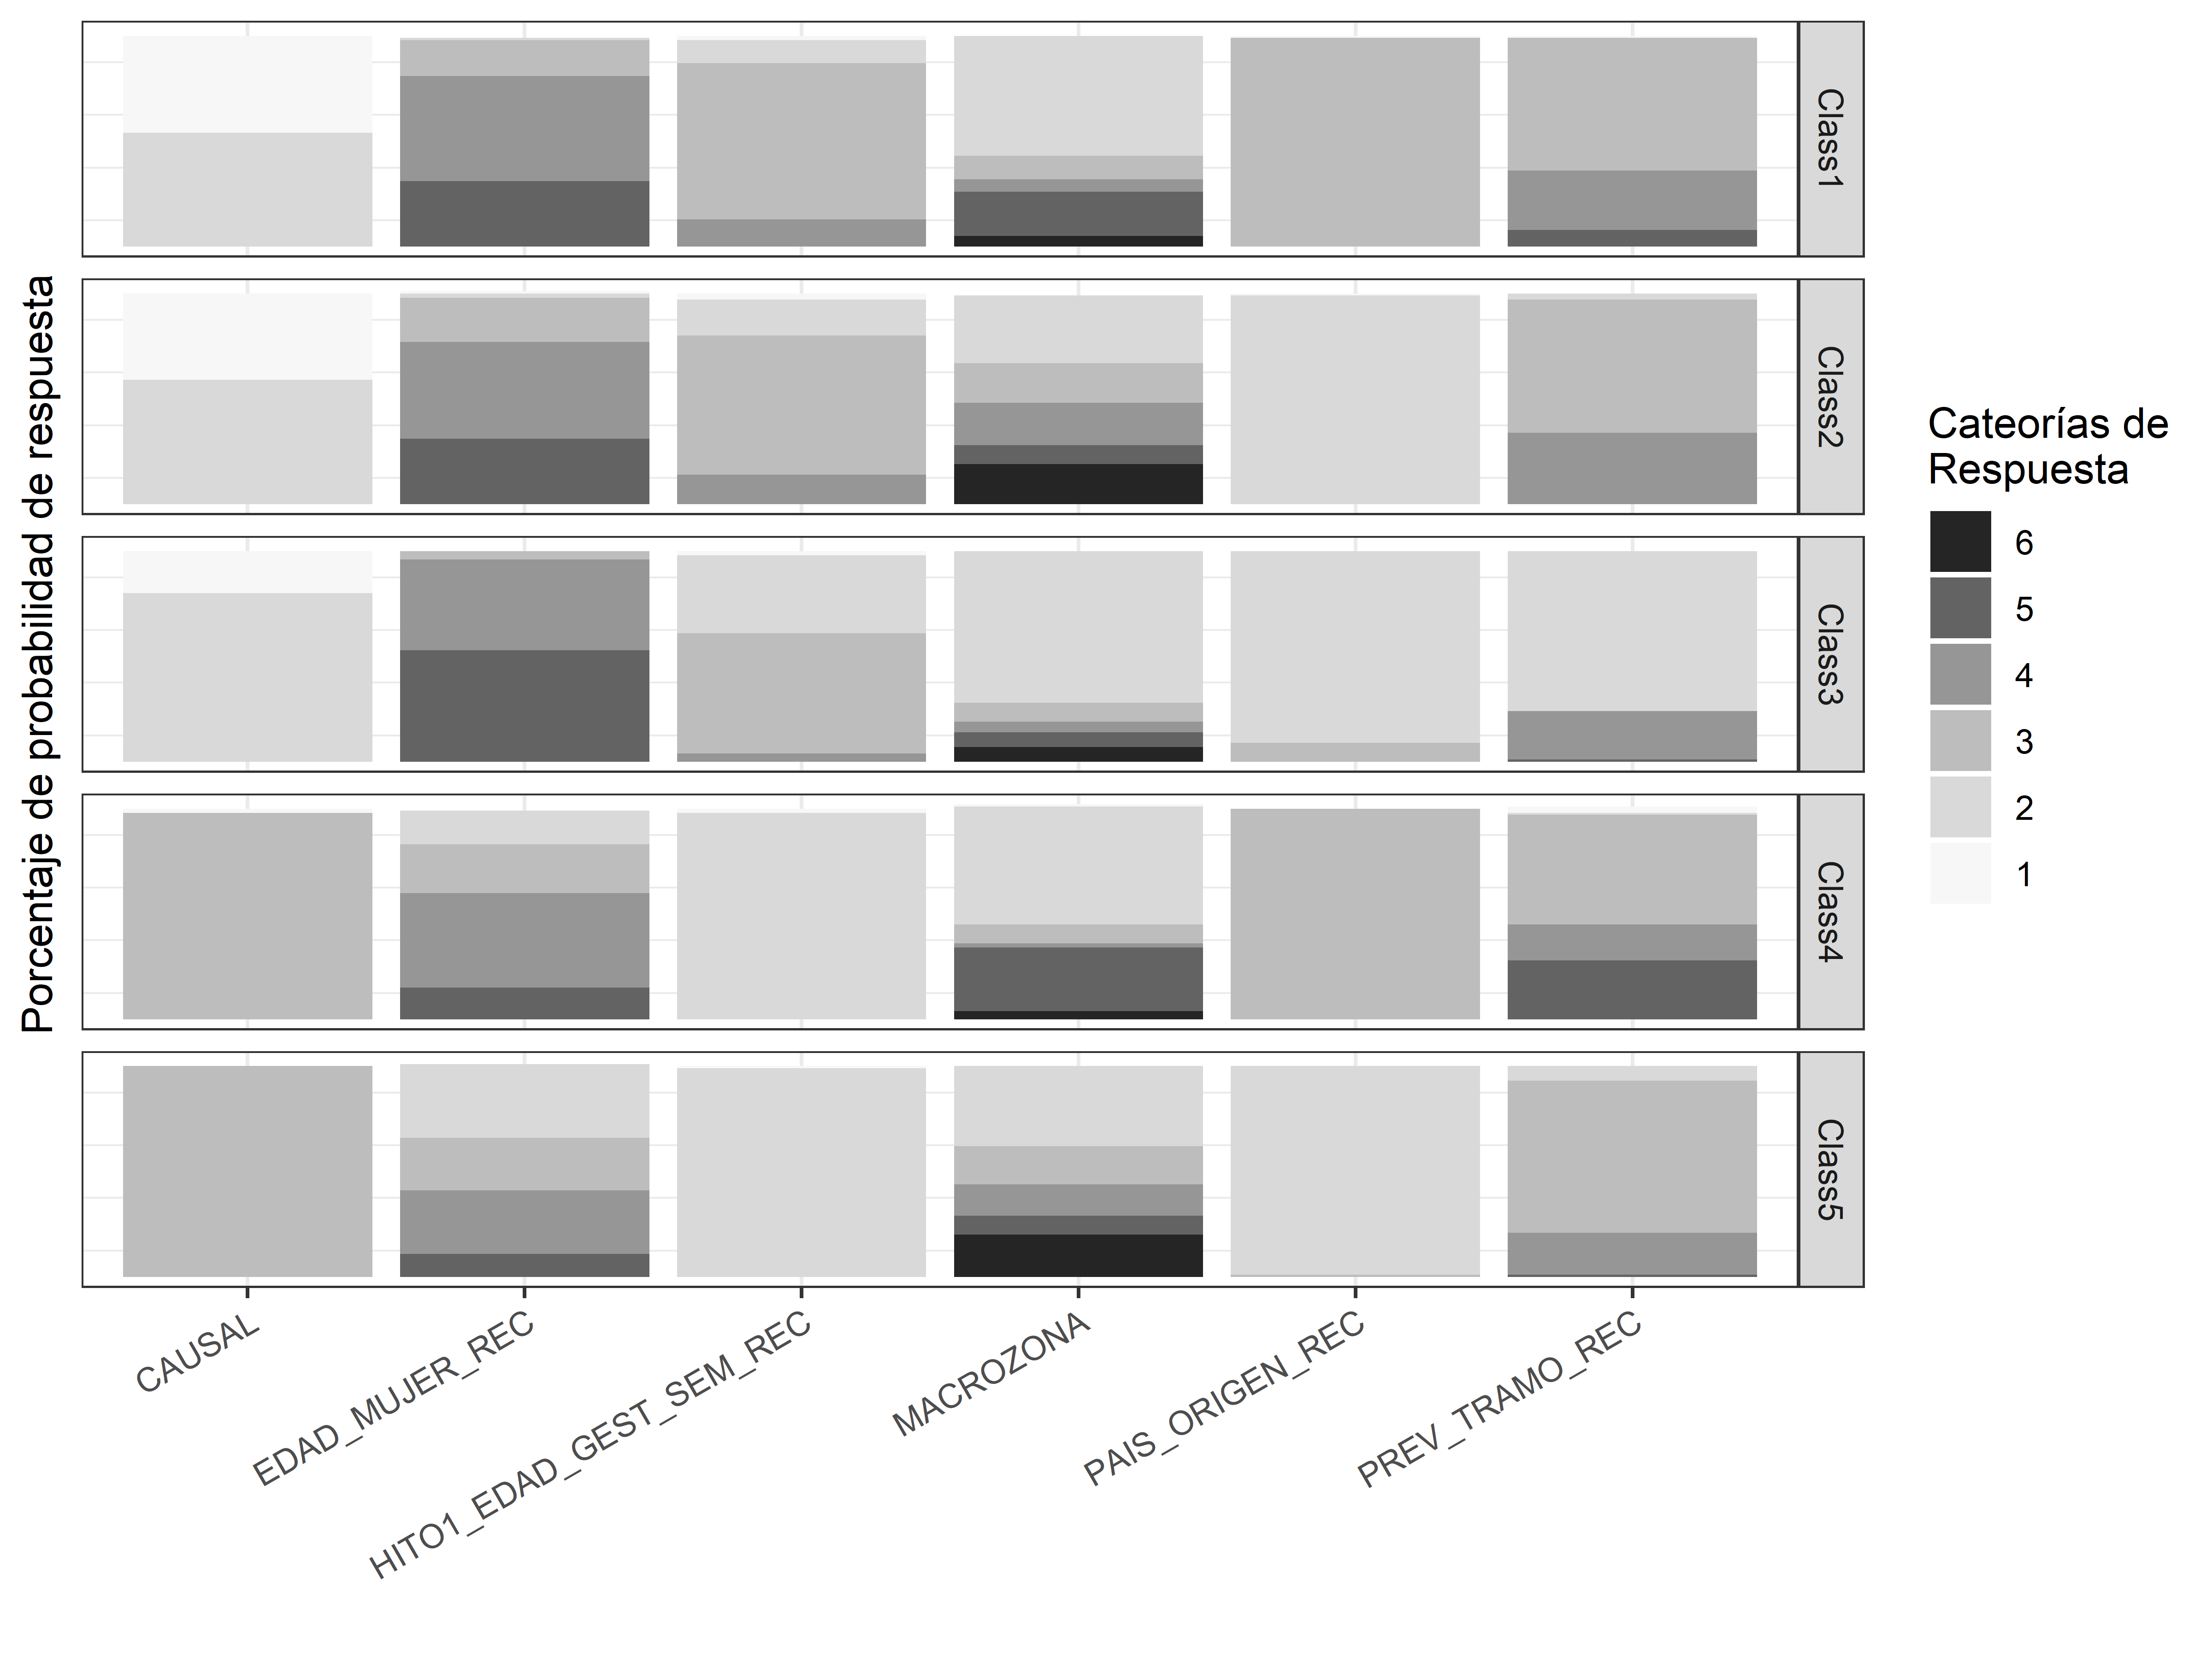 Porcentaje de probabilidad de respuesta
Class1
Class2
Class3
Class4
Class5
CAUSAL
EDAD_MUJER_REC
HITO1_EDAD_GEST_SEM_REC
MACROZONA
PAIS_ORIGEN_REC
PREV_TRAMO_REC
Cateorías de
Respuesta
6
5
4
3
2
1